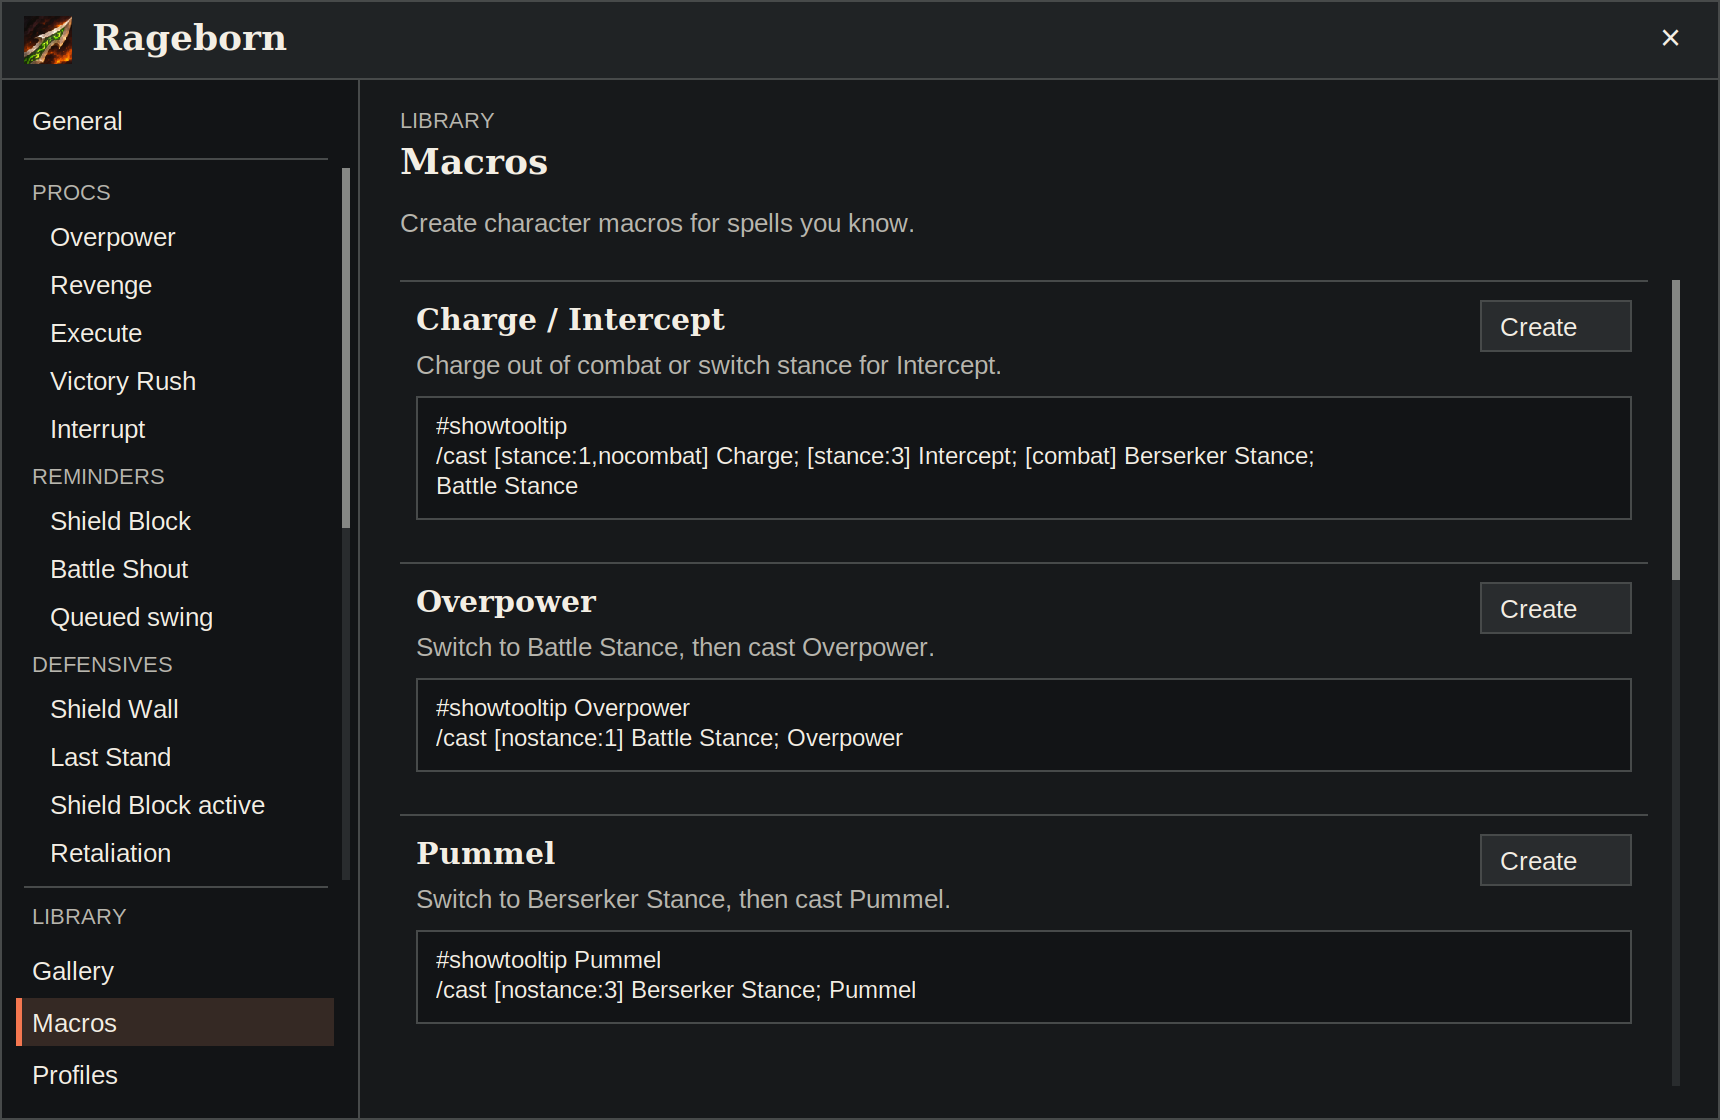 Rageborn
×
General
PROCS
Overpower
Revenge
Execute
Victory Rush
Interrupt
REMINDERS
Shield Block
Battle Shout
Queued swing
DEFENSIVES
Shield Wall
Last Stand
Shield Block active
Retaliation
LIBRARY
Gallery
Macros
Profiles
LIBRARY
Macros
Create character macros for spells you know.
Charge / Intercept
Create
Charge out of combat or switch stance for Intercept.
#showtooltip
/cast [stance:1,nocombat] Charge; [stance:3] Intercept; [combat] Berserker Stance;
Battle Stance
Overpower
Create
Switch to Battle Stance, then cast Overpower.
#showtooltip Overpower
/cast [nostance:1] Battle Stance; Overpower
Pummel
Create
Switch to Berserker Stance, then cast Pummel.
#showtooltip Pummel
/cast [nostance:3] Berserker Stance; Pummel